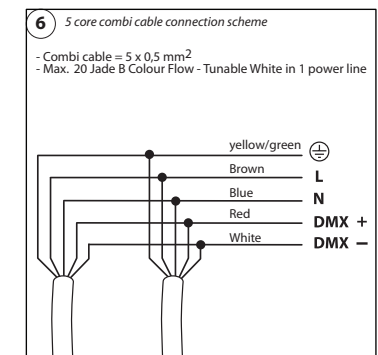 6 5 core combi cable connection scheme
- Combi cable = 5 x 0,5 mm2
- Max. 20 Jade B Colour Flow - Tunable White in 1 power line
yellow/green
Brown L
Blue N
Red DMX +
White DMX −